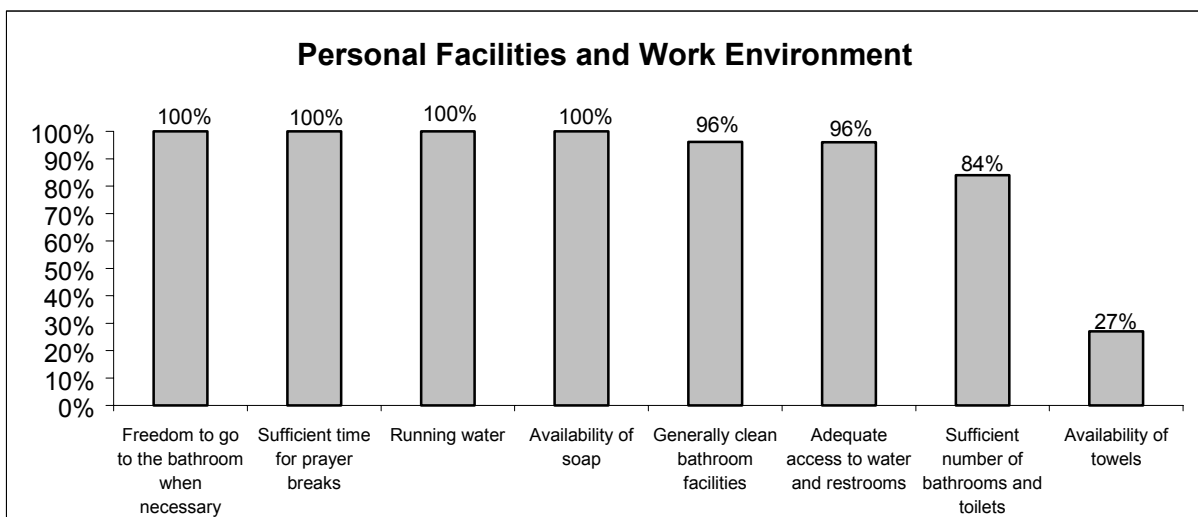 Personal Facilities and Work Environment
100%
100%
100%
100%
96%
96%
84%
27%
100%
90%
80%
70%
60%
50%
40%
30%
20%
10%
0%
Freedom to go
to the bathroom
when
necessary
Sufficient time
for prayer
breaks
Running water
Availability of
soap
Generally clean
bathroom
facilities
Adequate
access to water
and restrooms
Sufficient
number of
bathrooms and
toilets
Availability of
towels